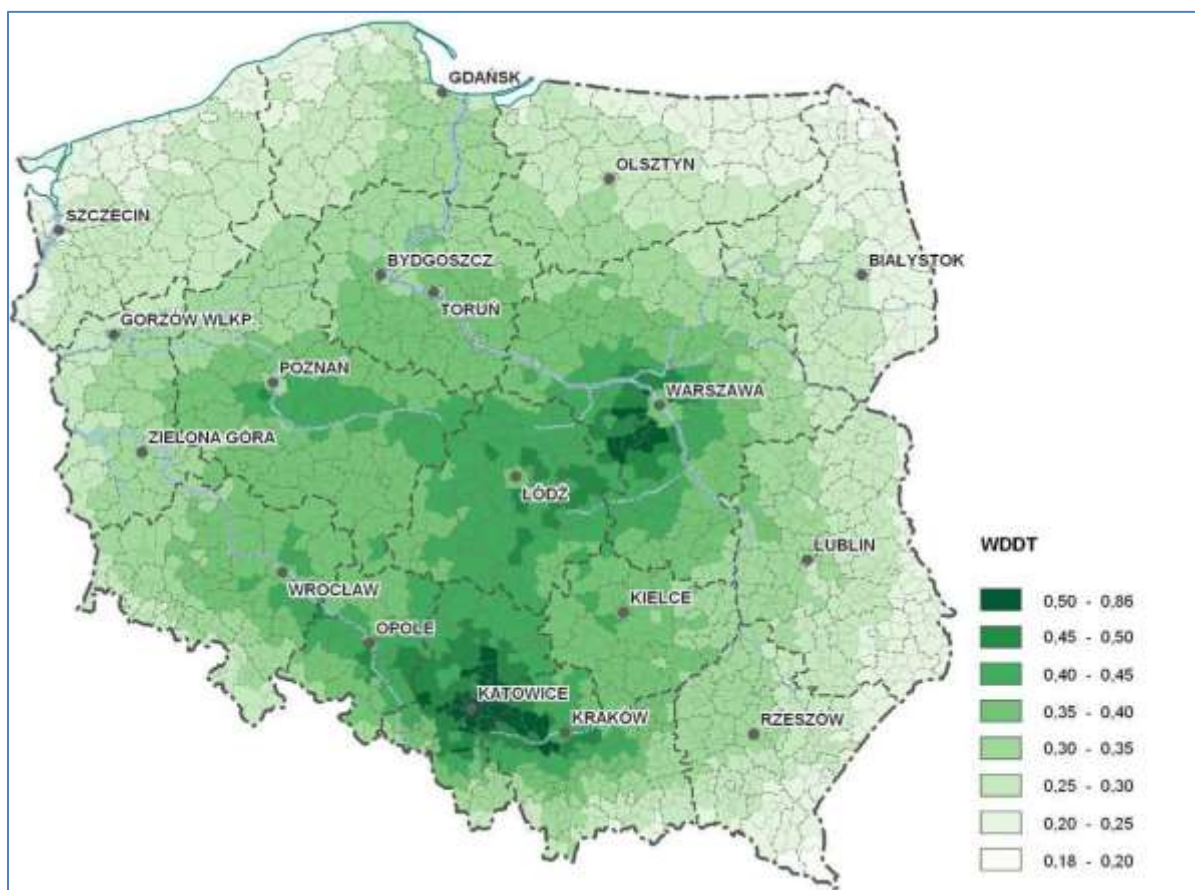 GDAŃSK
OLSZTYN
SZCZECIN
BYDGOSZCZ
BIAŁYSTOK
TORUŃ
GORZÓW WLKP.
POZNAŃ
WARSZAWA
ZIELONA GÓRA
ŁÓDŹ
WDDT
LUBLIN
WROCŁAW
KIELCE
0,50 - 0,86
OPOLE
0,45 - 0,50
0,40 - 0,45
KATOWICE
KRAKÓW
RZESZÓW
0,35 - 0,40
0,30 - 0,35
0,25 - 0,30
0,20 - 0,25
0,18 - 0,20